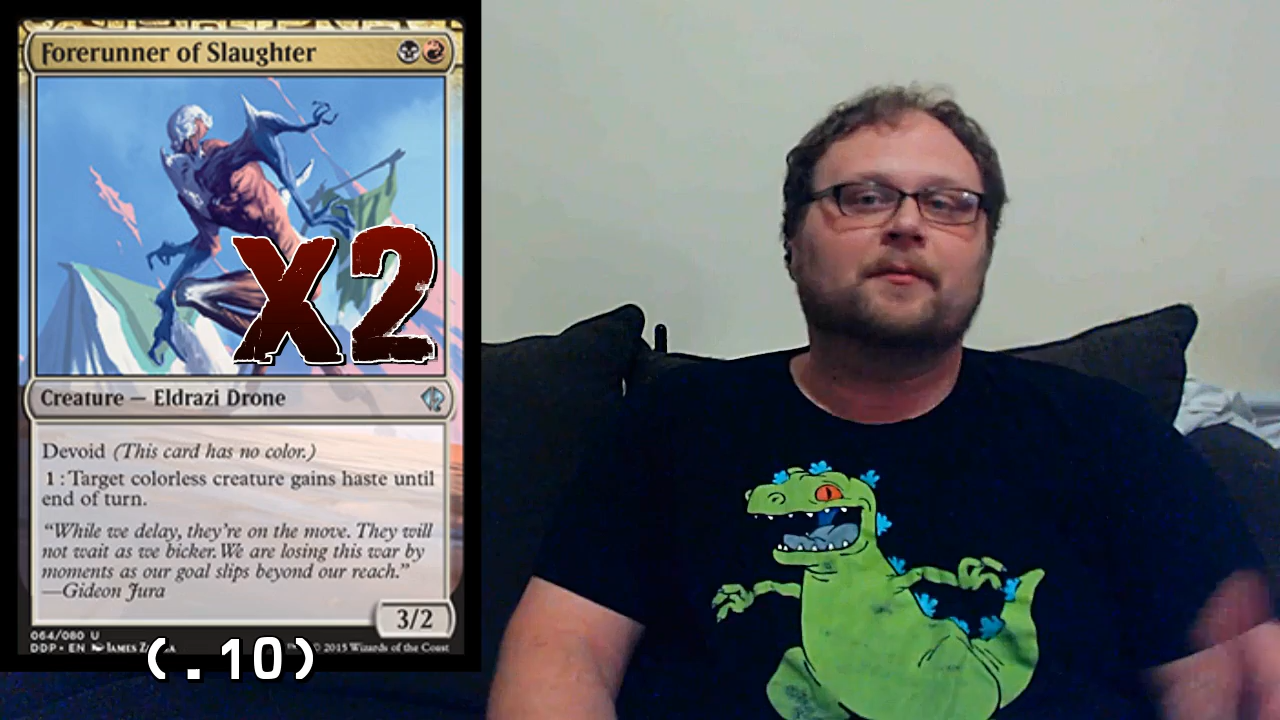 Forerunner of Slaughter
X2
Creature — Eldrazi Drone
Devoid (This card has no color.)
1 : Target colorless creature gains haste until
end of turn.
“While we delay, they’re on the move. They will
not wait as we bicker. We are losing this war by
moments as our goal slips beyond our reach.”
—Gideon Jura
3/2
064/080 U
DDP • EN James
™ © 2015 Wizards of the Coast
(.10)